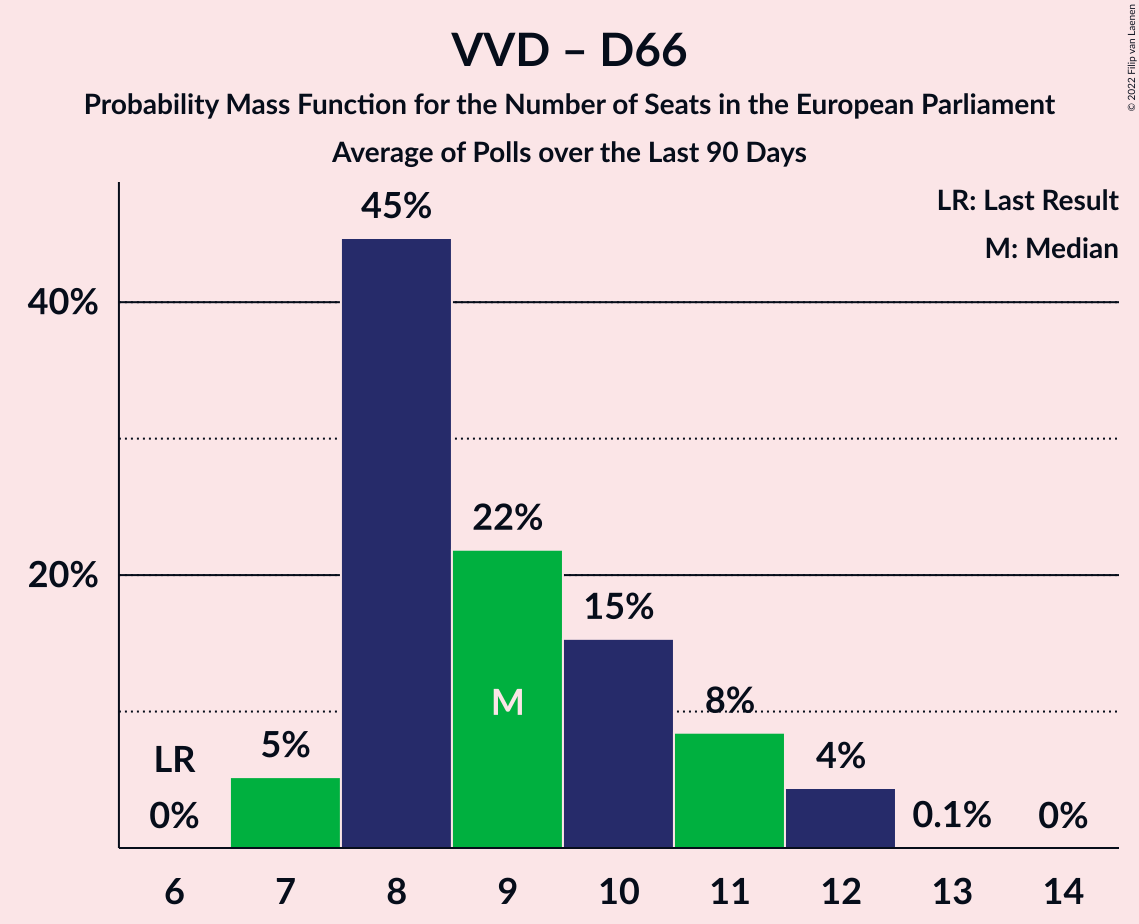 VVD – D66
Probability Mass Function for the Number of Seats in the European Parliament
Average of Polls over the Last 90 Days
© 2022 Filip van Laenen
LR: Last Result
M: Median
45%
40%
22%
20%
15%
M
8%
5%
LR
4%
0%
0.1%
0%
6 7 8 9 10 11 12 13 14